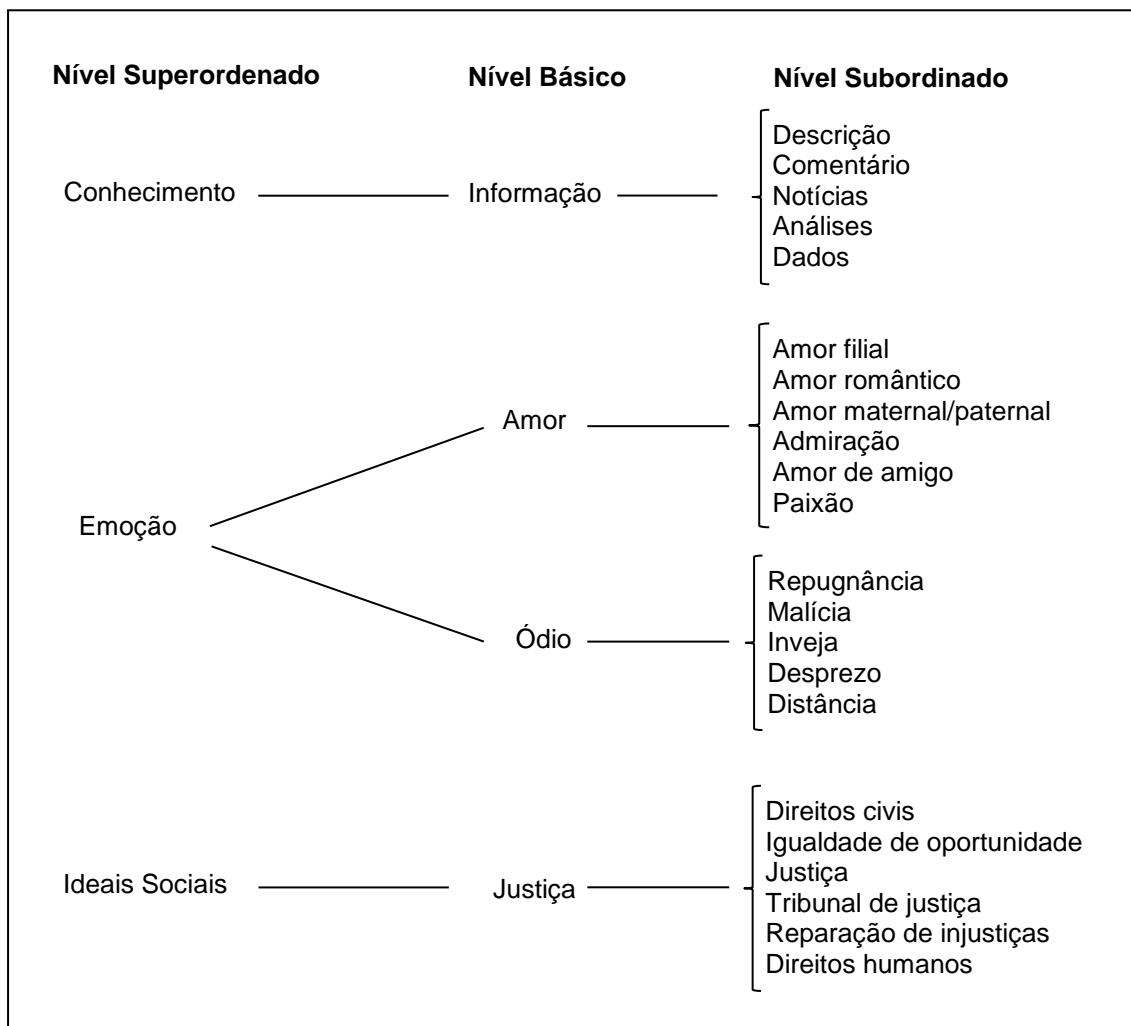 Nível Superordenado
Nível Básico
Nível Subordinado
Conhecimento
Informação
Descrição
Comentário
Notícias
Análises
Dados
Emoção
Amor
Amor filial
Amor romântico
Amor maternal/paternal
Admiração
Amor de amigo
Paixão
Ódio
Repugnância
Malícia
Inveja
Desprezo
Distância
Ideais Sociais
Justiça
Direitos civis
Igualdade de oportunidade
Justiça
Tribunal de justiça
Reparação de injustiças
Direitos humanos